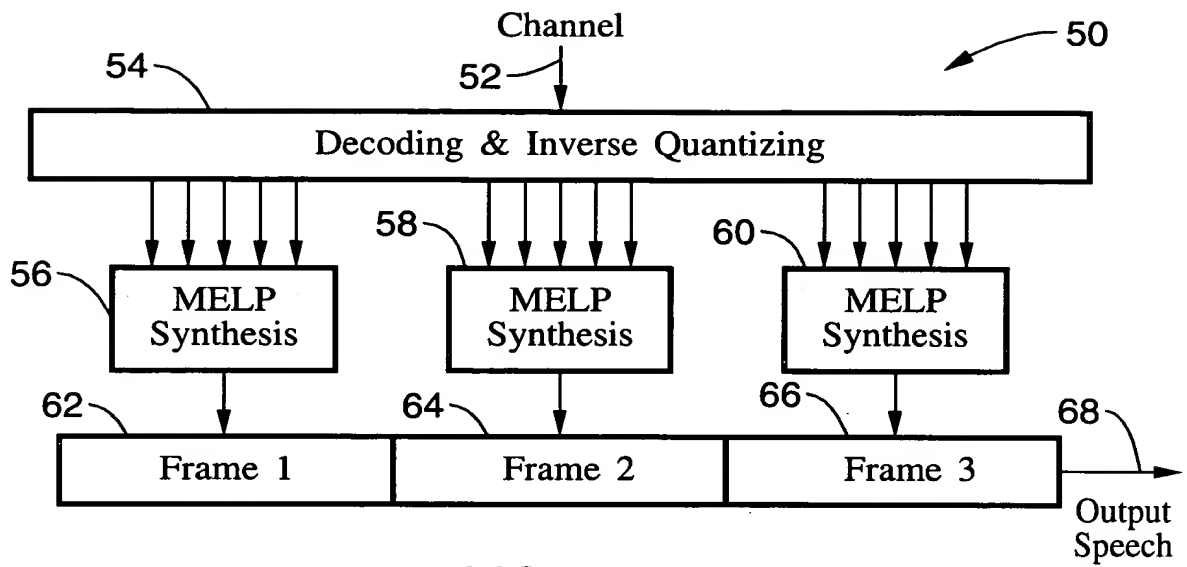 Channel
50
52
54
Decoding & Inverse Quantizing
56
58
60
MELP
Synthesis
MELP
Synthesis
MELP
Synthesis
62
64
66
68
Frame 1
Frame 2
Frame 3
Output
Speech